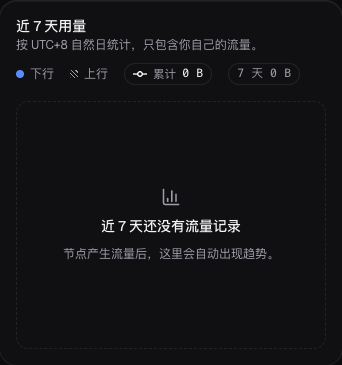 近 7 天用量
按 UTC+8 自然日统计，只包含你自己的流量。
下行 上行 累计 0 B 7 天 0 B
近 7 天还没有流量记录
节点产生流量后，这里会自动出现趋势。